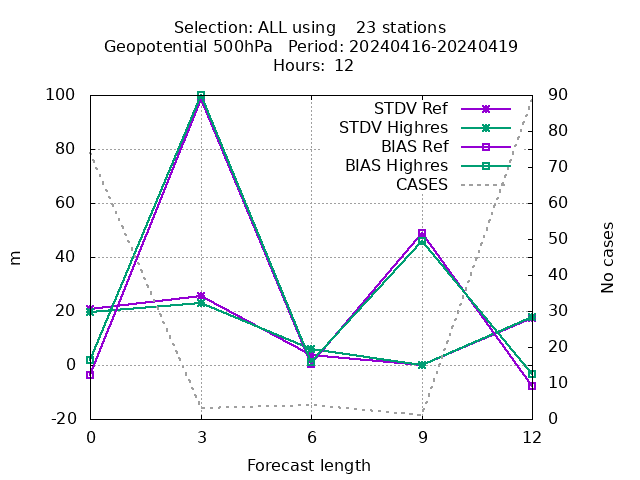 Selection: ALL using    23 stations
Geopotential 500hPa   Period: 20240416-20240419
Hours: 12
100
80
60
40
20
0
-20
m
90
80
70
60
50
40
30
20
10
0
No cases
STDV Ref
STDV Highres
BIAS Ref
BIAS Highres
CASES
0 3 6 9 12
Forecast length